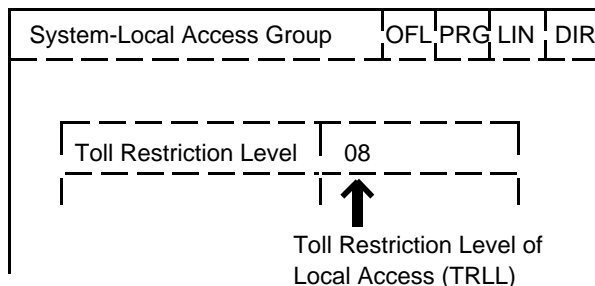 System-Local Access Group OFL PRG LIN DIR
Toll Restriction Level 08
Toll Restriction Level of
Local Access (TRLL)